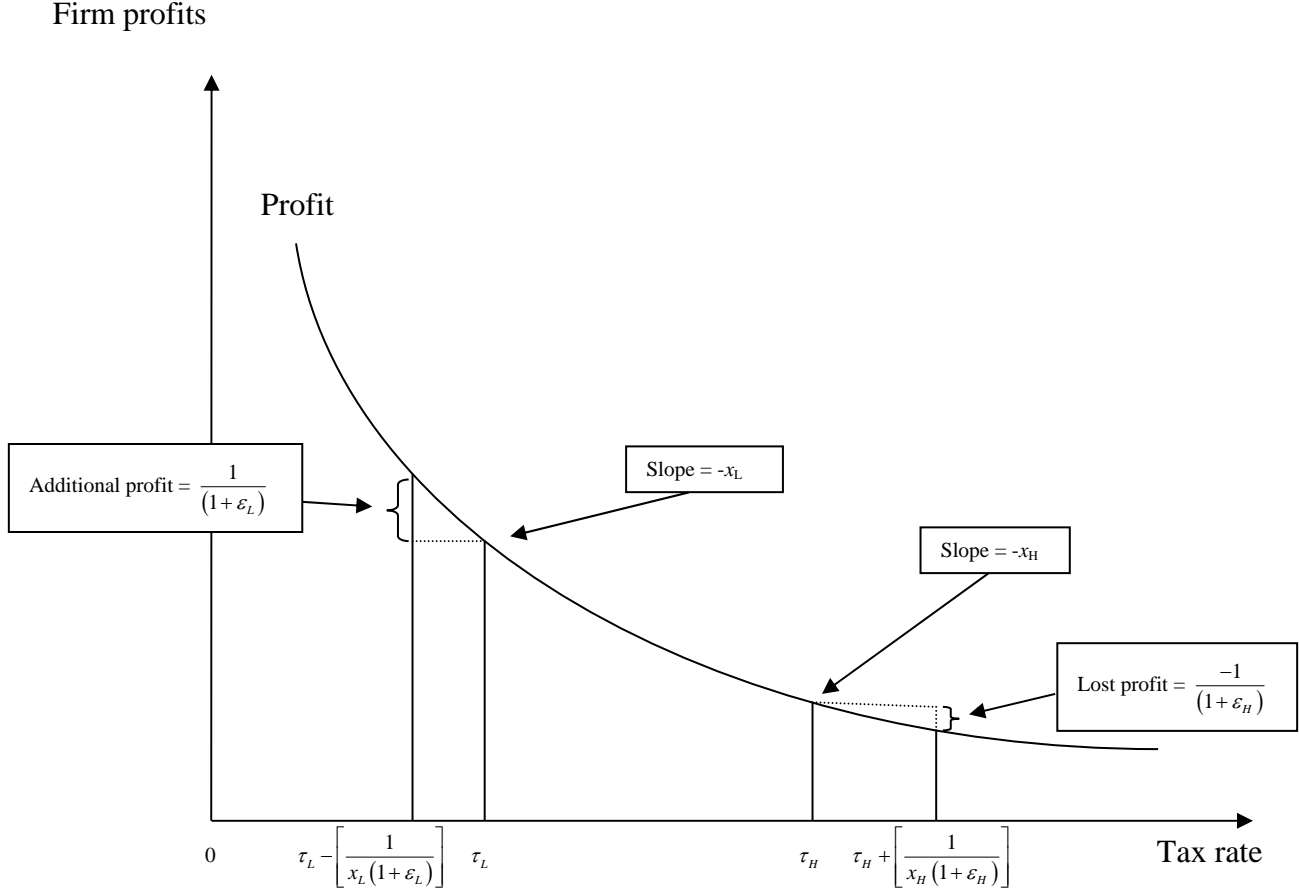 Firm profits
Profit
Additional profit = 1/(1+ε_L)
Slope = -x_L
Slope = -x_H
Lost profit = −1/(1+ε_H)
0
τ_L −[1/x_L(1+ε_L)]
τ_L
τ_H
τ_H +[1/x_H(1+ε_H)]
Tax rate